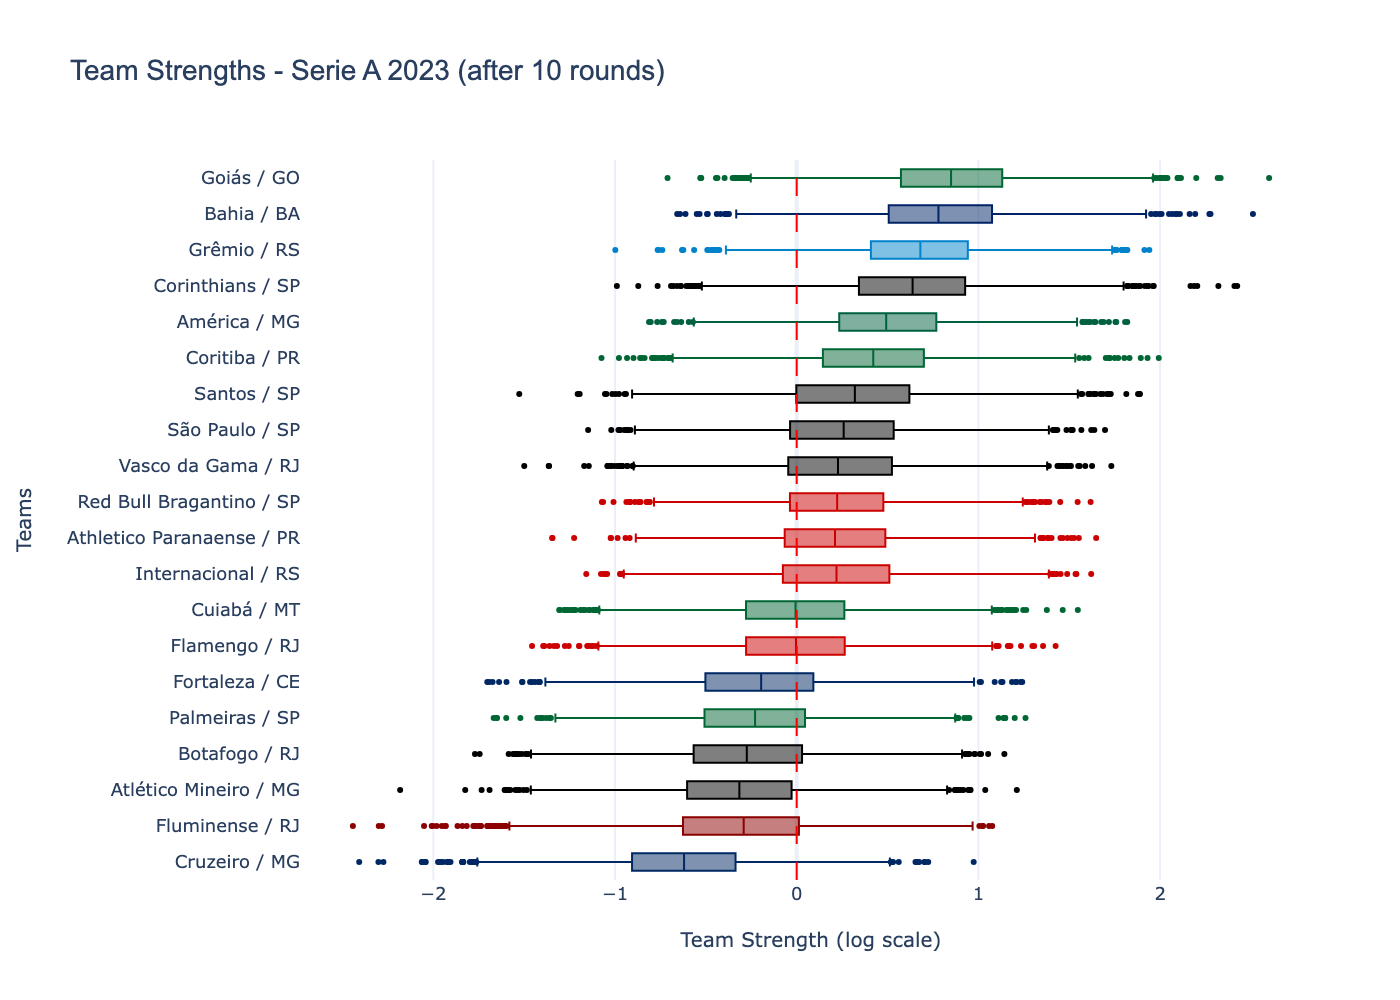 Team Strengths - Serie A 2023 (after 10 rounds)
Teams
Goiás / GO
Bahia / BA
Grêmio / RS
Corinthians / SP
América / MG
Coritiba / PR
Santos / SP
São Paulo / SP
Vasco da Gama / RJ
Red Bull Bragantino / SP
Athletico Paranaense / PR
Internacional / RS
Cuiabá / MT
Flamengo / RJ
Fortaleza / CE
Palmeiras / SP
Botafogo / RJ
Atlético Mineiro / MG
Fluminense / RJ
Cruzeiro / MG
−2 −1 0 1 2
Team Strength (log scale)